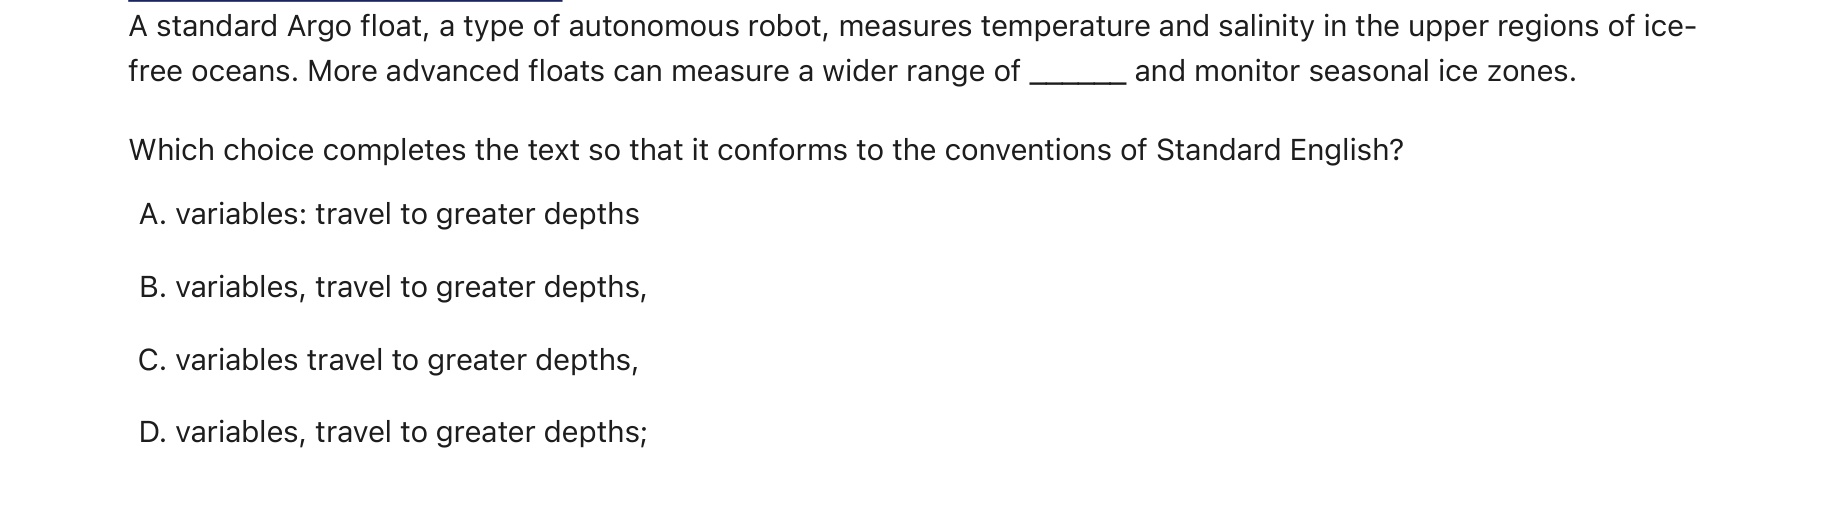 A standard Argo float, a type of autonomous robot, measures temperature and salinity in the upper regions of ice-
free oceans. More advanced floats can measure a wider range of ______ and monitor seasonal ice zones.
Which choice completes the text so that it conforms to the conventions of Standard English?
A. variables: travel to greater depths
B. variables, travel to greater depths,
C. variables travel to greater depths,
D. variables, travel to greater depths;